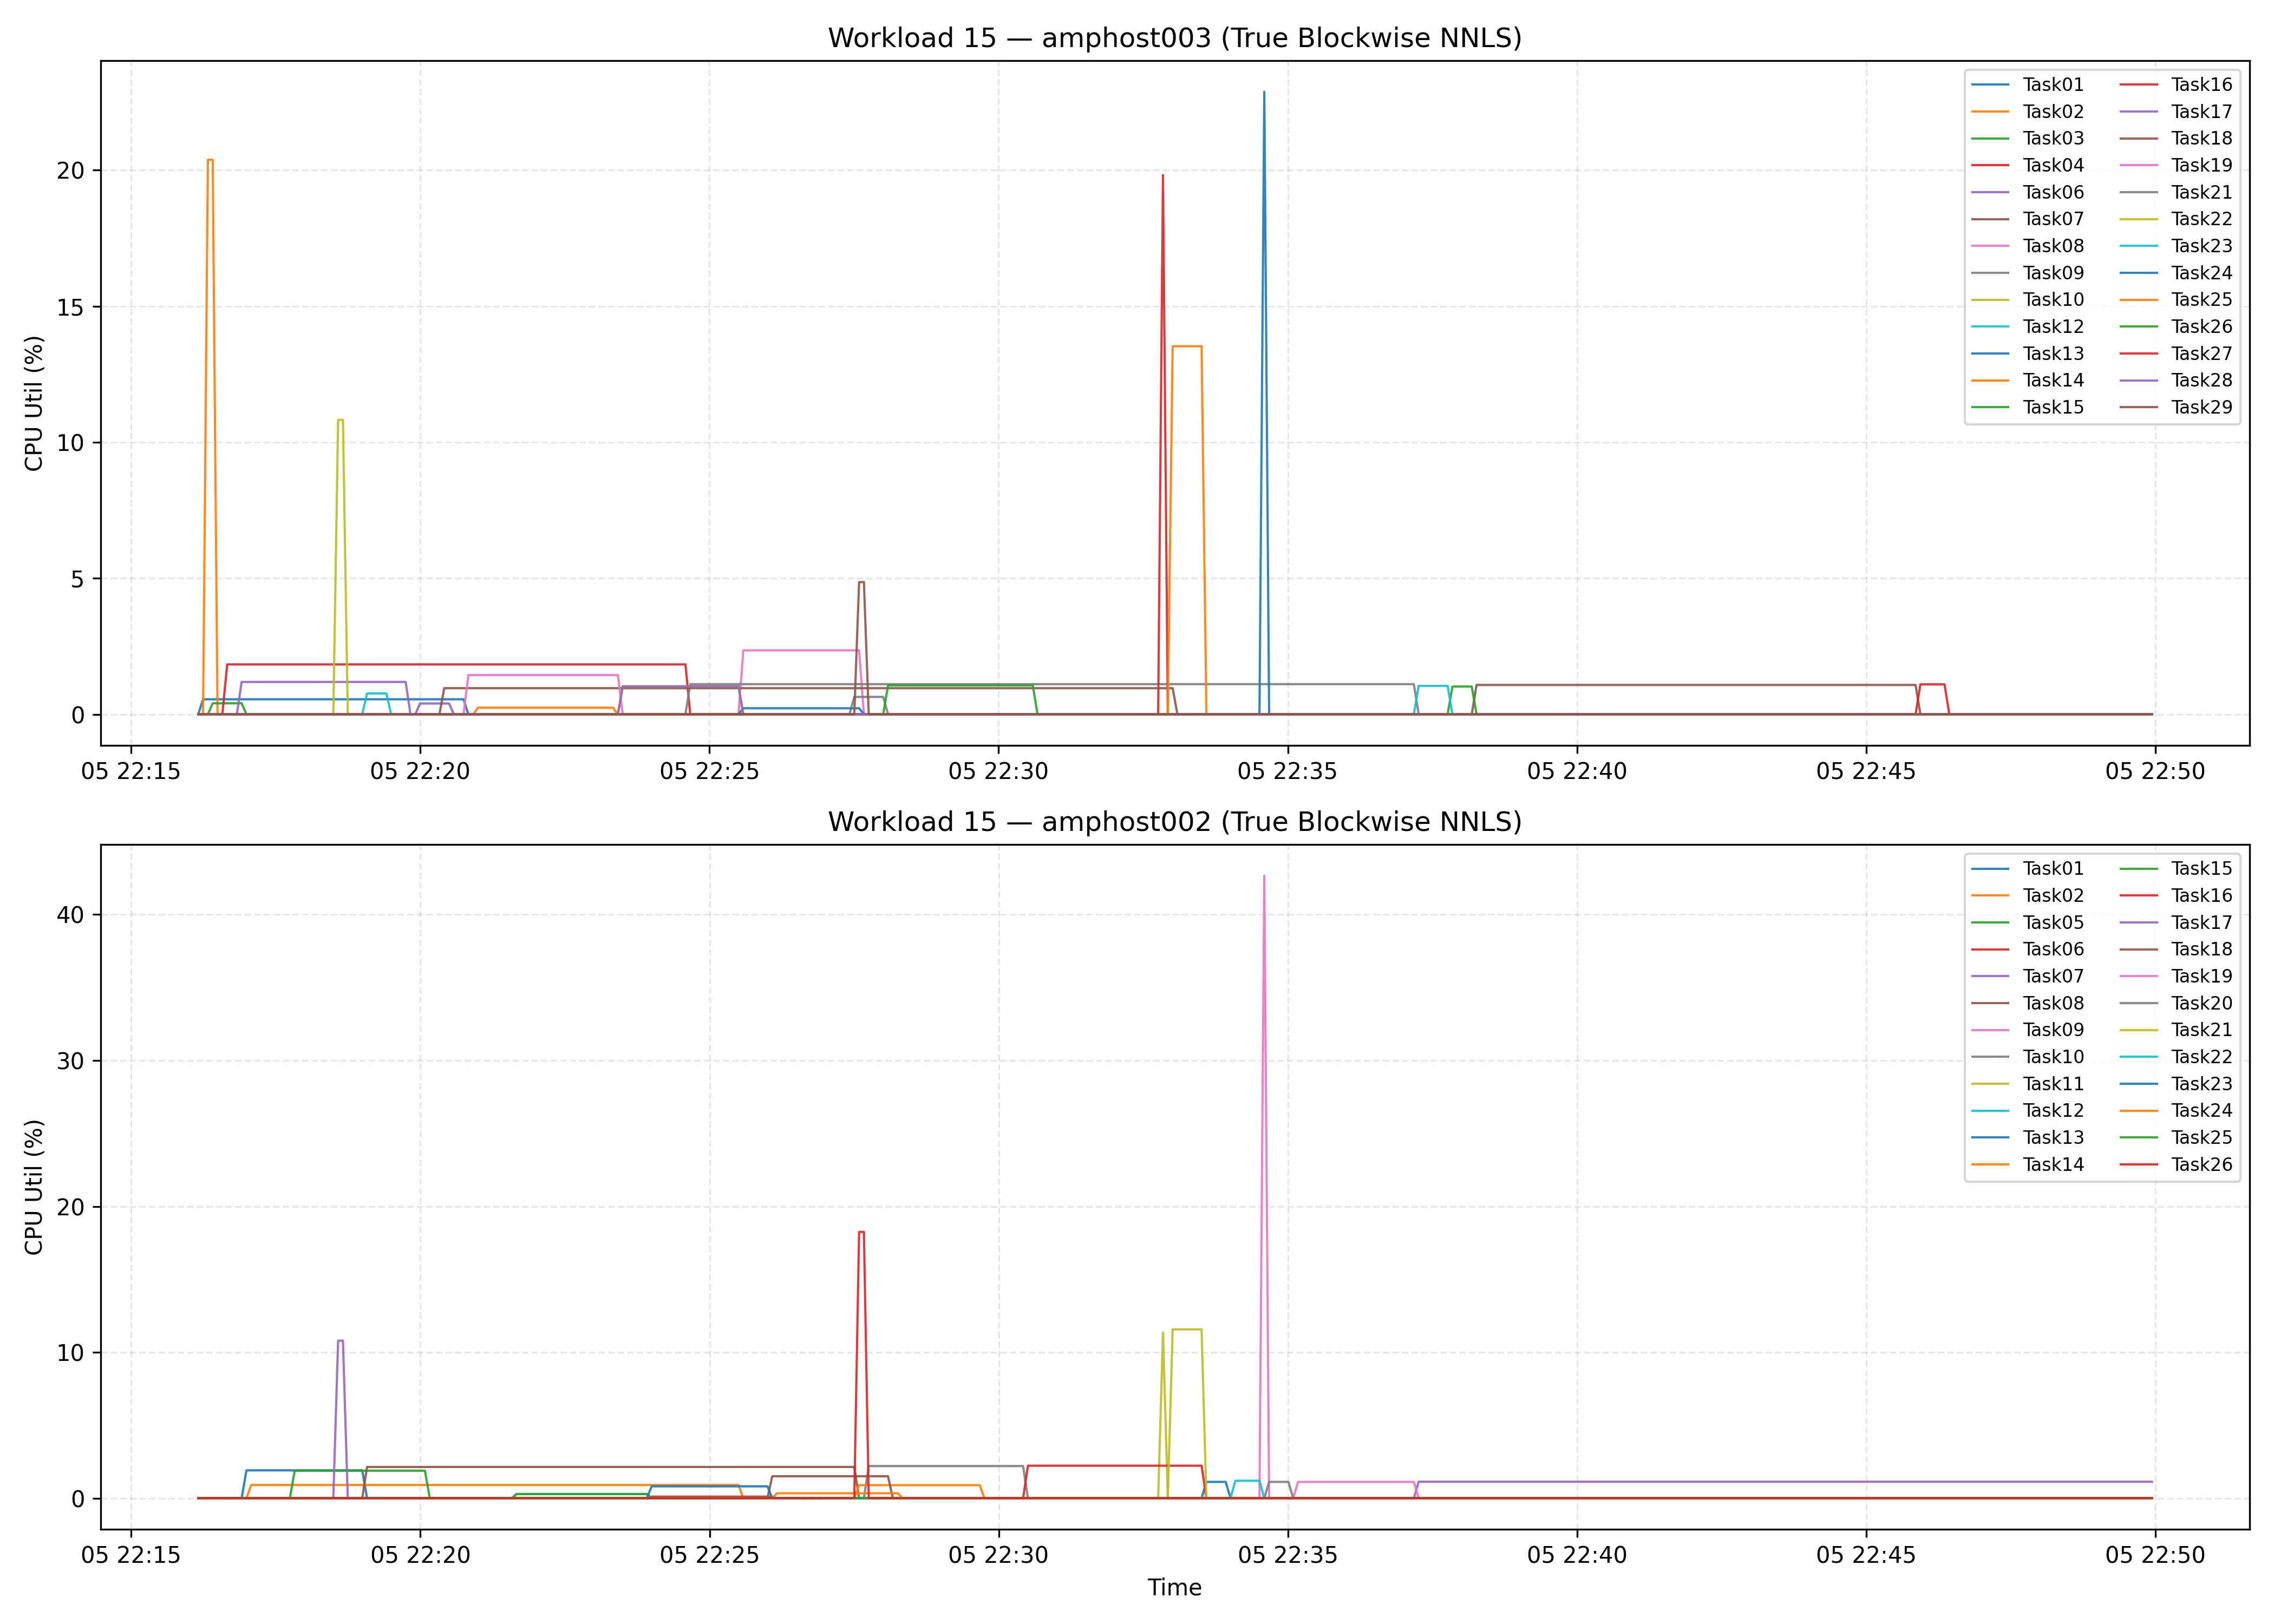 Workload 15 — amphost003 (True Blockwise NNLS)
CPU Util (%)
20
15
10
5
0
05 22:15 05 22:20 05 22:25 05 22:30 05 22:35 05 22:40 05 22:45 05 22:50
Task01 Task16
Task02 Task17
Task03 Task18
Task04 Task19
Task06 Task21
Task07 Task22
Task08 Task23
Task09 Task24
Task10 Task25
Task12 Task26
Task13 Task27
Task14 Task28
Task15 Task29
Workload 15 — amphost002 (True Blockwise NNLS)
CPU Util (%)
40
30
20
10
0
05 22:15 05 22:20 05 22:25 05 22:30 05 22:35 05 22:40 05 22:45 05 22:50
Time
Task01 Task15
Task02 Task16
Task05 Task17
Task06 Task18
Task07 Task19
Task08 Task20
Task09 Task21
Task10 Task22
Task11 Task23
Task12 Task24
Task13 Task25
Task14 Task26